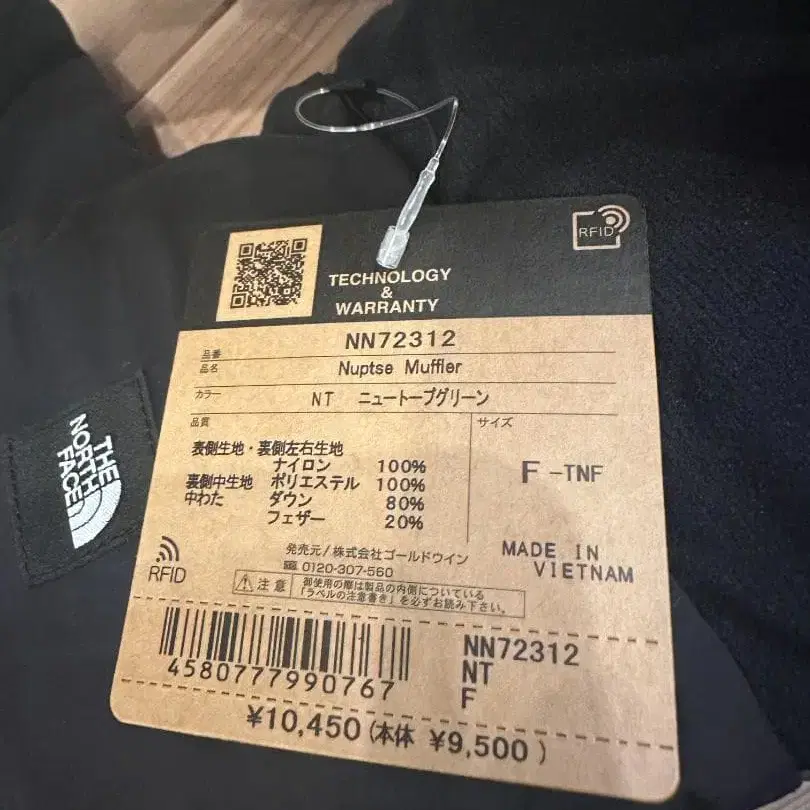 RFID
TECHNOLOGY
&
WARRANTY
品番 NN72312
品名 Nuptse Muffler
カラー NT ニュートープグリーン
品質 サイズ
表側生地・裏側左右生地
ナイロン 100%
裏側中生地 ポリエステル 100%
中わた ダウン 80%
フェザー 20%
F -TNF
MADE IN
VIETNAM
発売元/株式会社ゴールドウイン
0120-307-560
RFID
注意 御使用の際は製品の内側についている
「ラベルの注意書き」を必ずお読み下さい。
4580777990767
NN72312
NT
F
¥10,450(本体 ¥9,500)
THE
NORTH
FACE